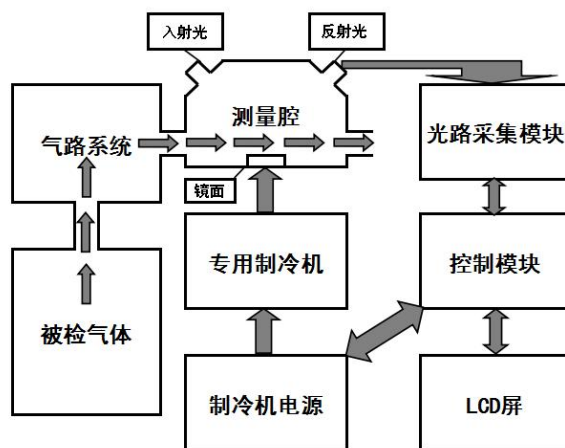 入射光
反射光
测量腔
气路系统
光路采集模块
镜面
专用制冷机
控制模块
被检气体
制冷机电源
LCD屏